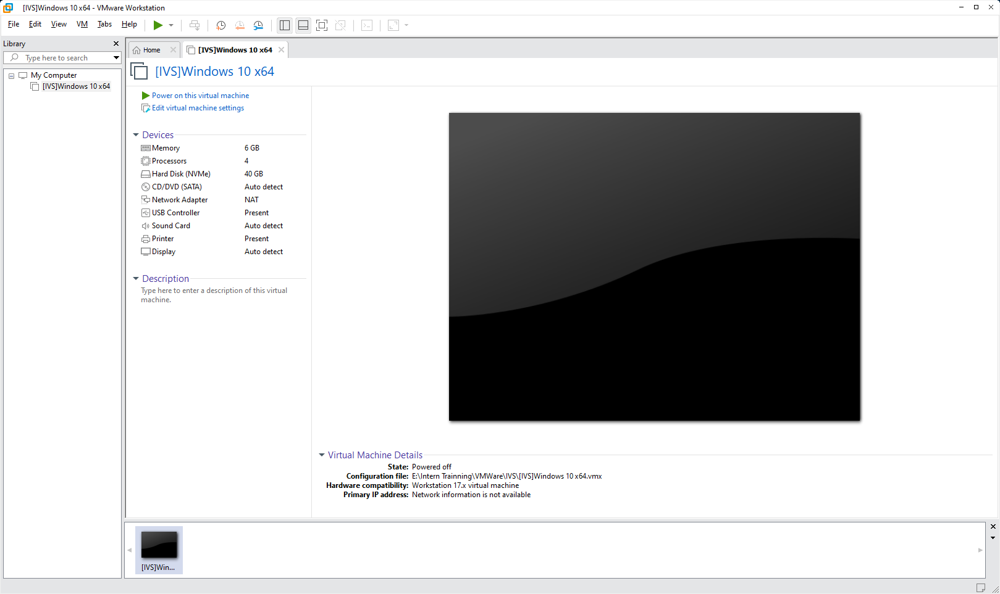 [IVS]Windows 10 x64 - VMware Workstation
File Edit View VM Tabs Help
Library
Type here to search
My Computer
[IVS]Windows 10 x64
Home [IVS]Windows 10 x64
[IVS]Windows 10 x64
Power on this virtual machine
Edit virtual machine settings
Devices
Memory 6 GB
Processors 4
Hard Disk (NVMe) 40 GB
CD/DVD (SATA) Auto detect
Network Adapter NAT
USB Controller Present
Sound Card Auto detect
Printer Present
Display Auto detect
Description
Type here to enter a description of this virtual
machine.
Virtual Machine Details
State: Powered off
Configuration file: E:\Intern Trainning\VMWare\IVS\[IVS]Windows 10 x64.vmx
Hardware compatibility: Workstation 17.x virtual machine
Primary IP address: Network information is not available
[IVS]Win...